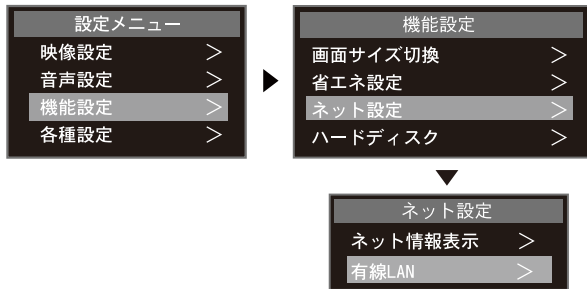 設定メニュー
映像設定 ＞
音声設定 ＞
機能設定 ＞
各種設定 ＞
機能設定
画面サイズ切換 ＞
省エネ設定 ＞
ネット設定 ＞
ハードディスク ＞
ネット設定
ネット情報表示 ＞
有線LAN ＞